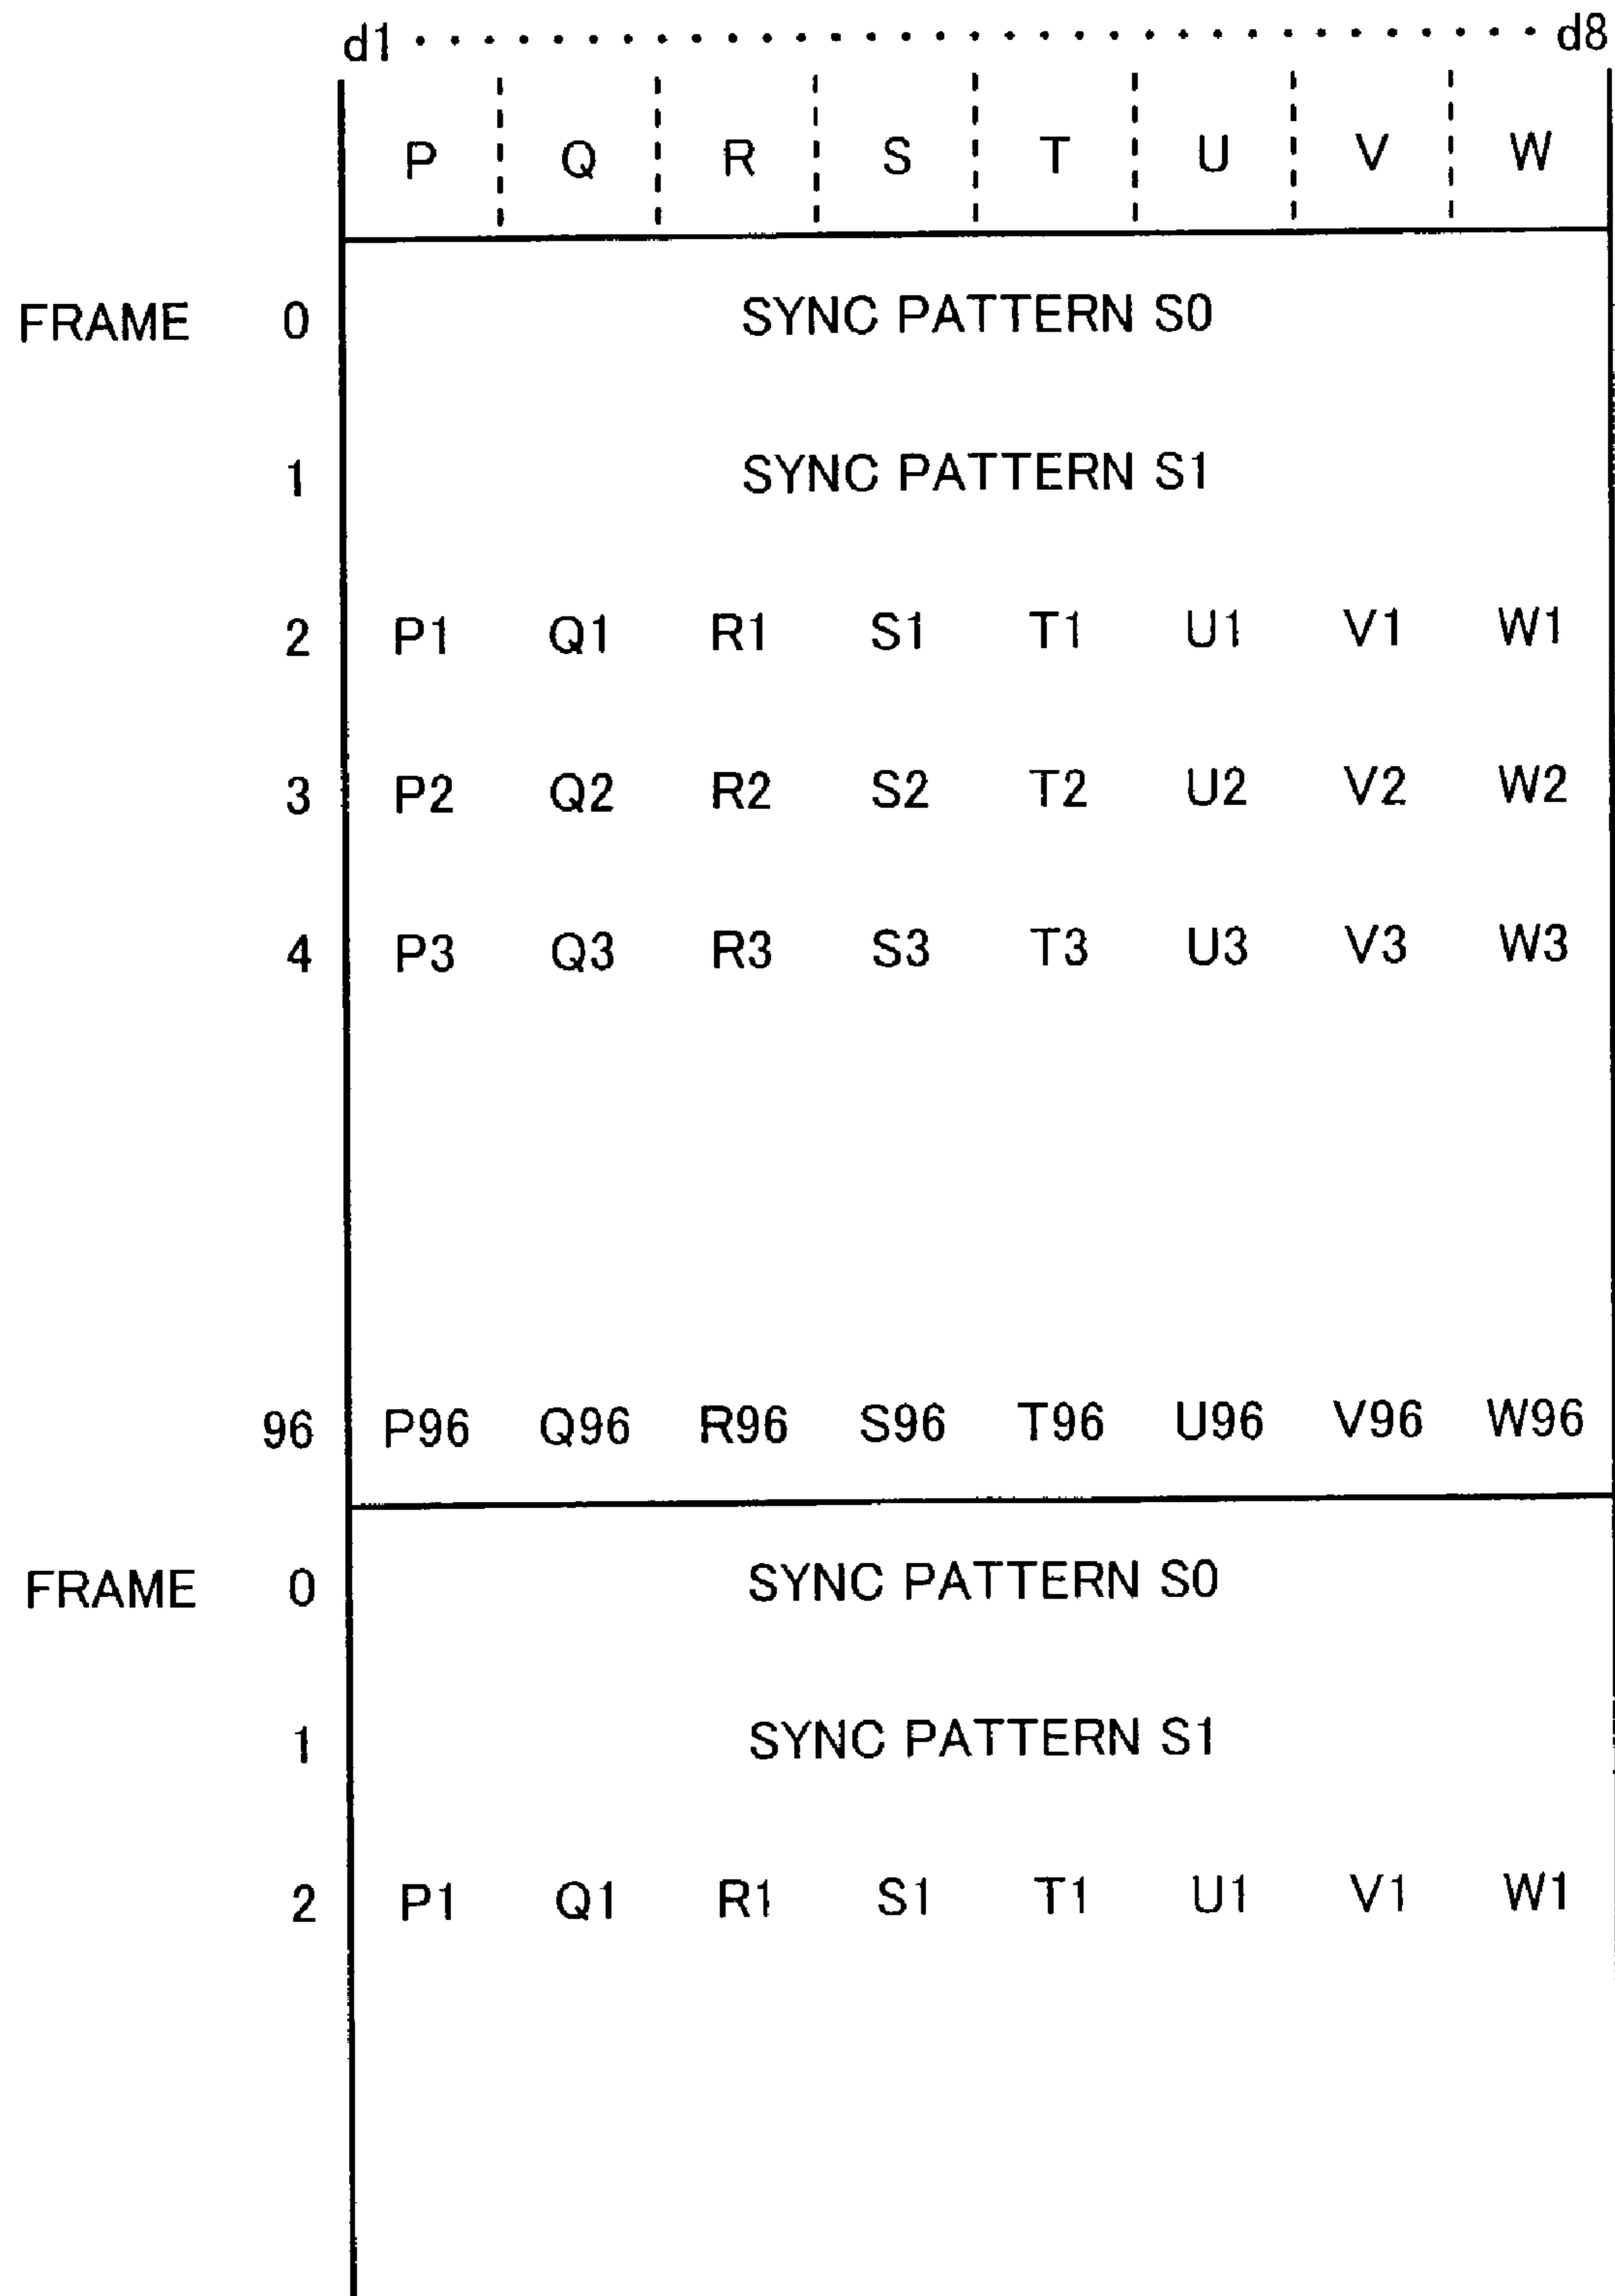 d1 · · · · · · · · · · · · · · · · · · · · · · · · · · · · · · · · · d8
P Q R S T U V W
FRAME 0 SYNC PATTERN S0
1 SYNC PATTERN S1
2 P1 Q1 R1 S1 T1 U1 V1 W1
3 P2 Q2 R2 S2 T2 U2 V2 W2
4 P3 Q3 R3 S3 T3 U3 V3 W3
96 P96 Q96 R96 S96 T96 U96 V96 W96
FRAME 0 SYNC PATTERN S0
1 SYNC PATTERN S1
2 P1 Q1 R1 S1 T1 U1 V1 W1